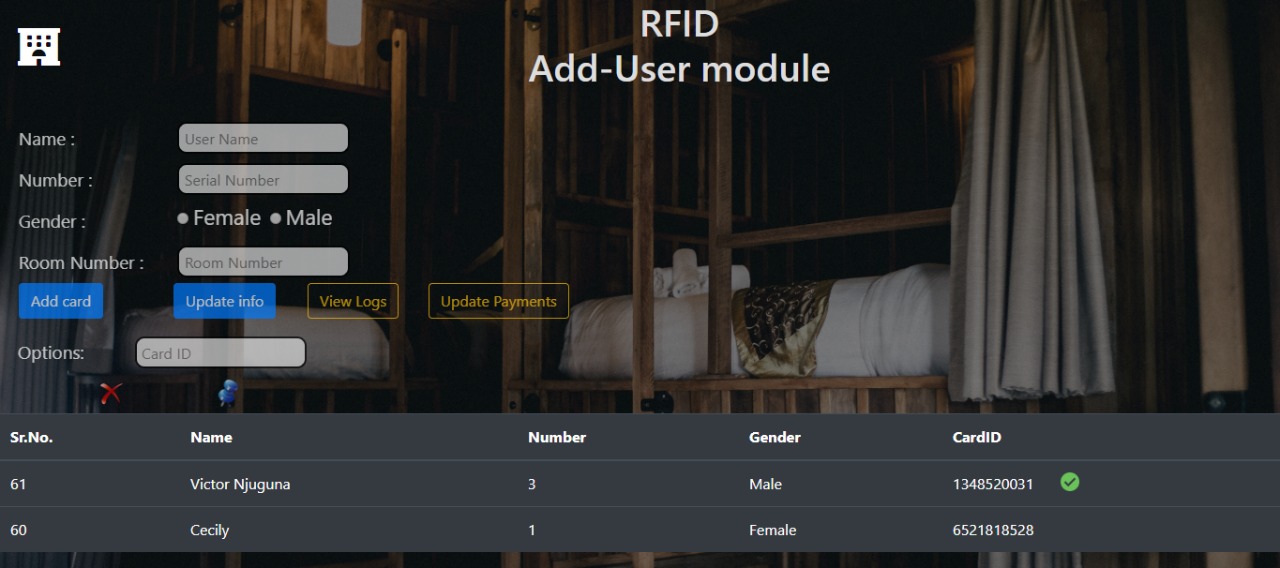 RFID
Add-User module
Name : User Name
Number : Serial Number
Gender : Female Male
Room Number : Room Number
Add card Update info View Logs Update Payments
Options: Card ID
Sr.No. Name Number Gender CardID
61 Victor Njuguna 3 Male 1348520031
60 Cecily 1 Female 6521818528